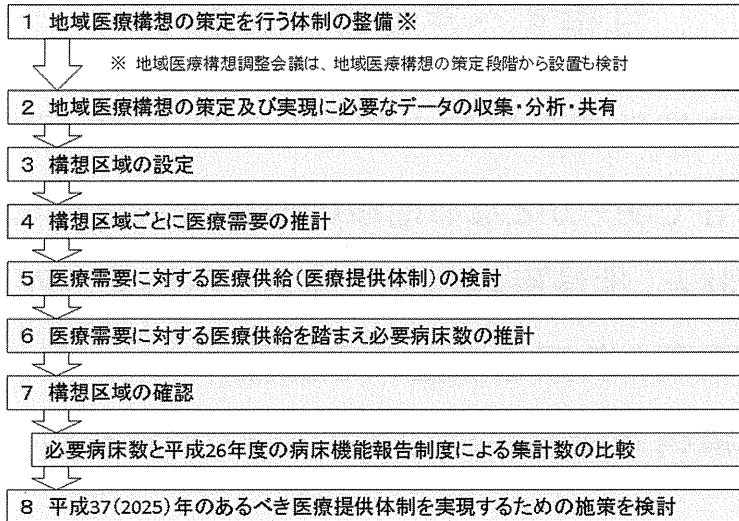 1 地域医療構想の策定を行う体制の整備※
※ 地域医療構想調整会議は、地域医療構想の策定段階から設置も検討
2 地域医療構想の策定及び実現に必要なデータの収集・分析・共有
3 構想区域の設定
4 構想区域ごとに医療需要の推計
5 医療需要に対する医療供給(医療提供体制)の検討
6 医療需要に対する医療供給を踏まえ必要病床数の推計
7 構想区域の確認
必要病床数と平成26年度の病床機能報告制度による集計数の比較
8 平成37(2025)年のあるべき医療提供体制を実現するための施策を検討